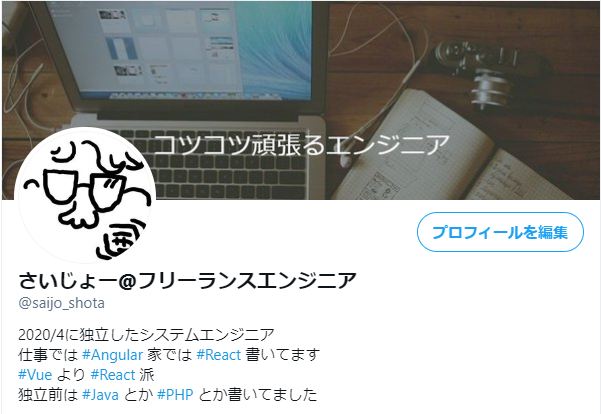 コツコツ頑張るエンジニア
プロフィールを編集
さいじょー@フリーランスエンジニア
@saijo_shota
2020/4に独立したシステムエンジニア
仕事では #Angular 家では #React 書いてます
#Vue より #React 派
独立前は #Java とか #PHP とか書いてました